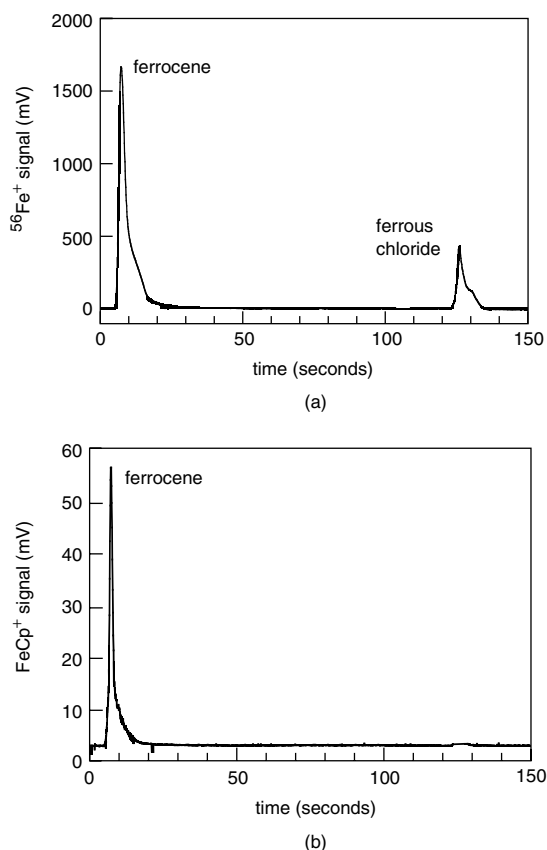 2000
1500
1000
500
0
⁵⁶Fe⁺ signal (mV)
ferrocene
ferrous
chloride
0 50 100 150
time (seconds)
(a)
60
50
40
30
20
10
0
FeCp⁺ signal (mV)
ferrocene
0 50 100 150
time (seconds)
(b)